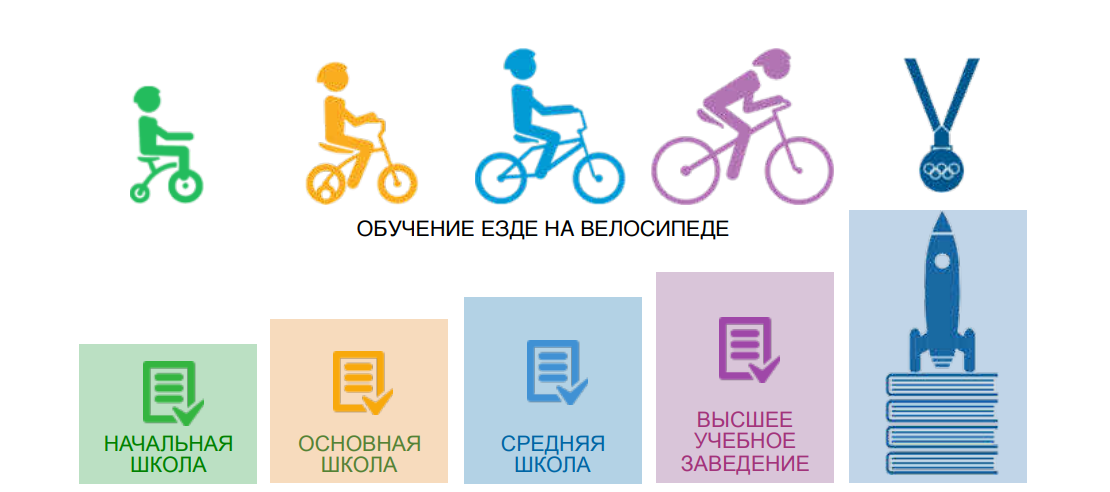 ОБУЧЕНИЕ ЕЗДЕ НА ВЕЛОСИПЕДЕ
НАЧАЛЬНАЯ
ШКОЛА
ОСНОВНАЯ
ШКОЛА
СРЕДНЯЯ
ШКОЛА
ВЫСШЕЕ
УЧЕБНОЕ
ЗАВЕДЕНИЕ